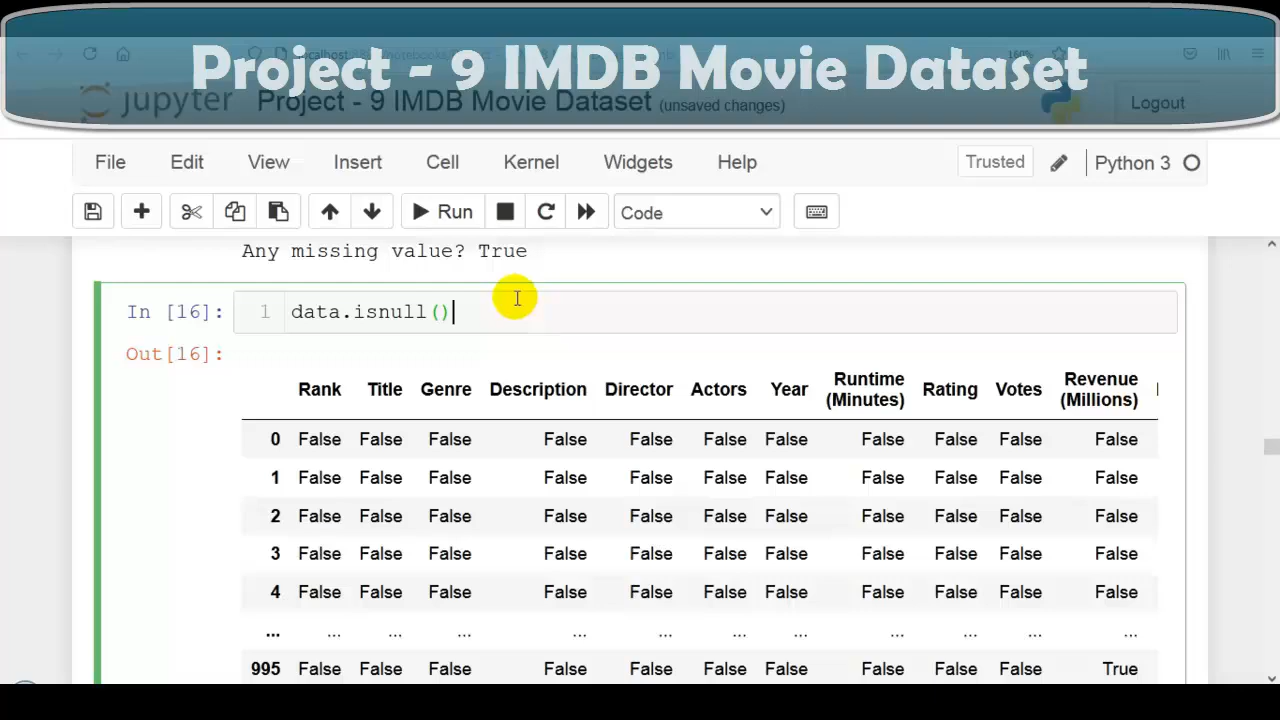 Project - 9 IMDB Movie Dataset
jupyter Project - 9 IMDB Movie Dataset (unsaved changes) Logout
File Edit View Insert Cell Kernel Widgets Help Trusted Python 3
Run Code
Any missing value? True
In [16]: 1 data.isnull()
Out[16]:
Rank Title Genre Description Director Actors Year Runtime (Minutes) Rating Votes Revenue (Millions)
0 False False False False False False False False False False False
1 False False False False False False False False False False False
2 False False False False False False False False False False False
3 False False False False False False False False False False False
4 False False False False False False False False False False False
... ... ... ... ... ... ... ... ... ... ... ...
995 False False False False False False False False False False True